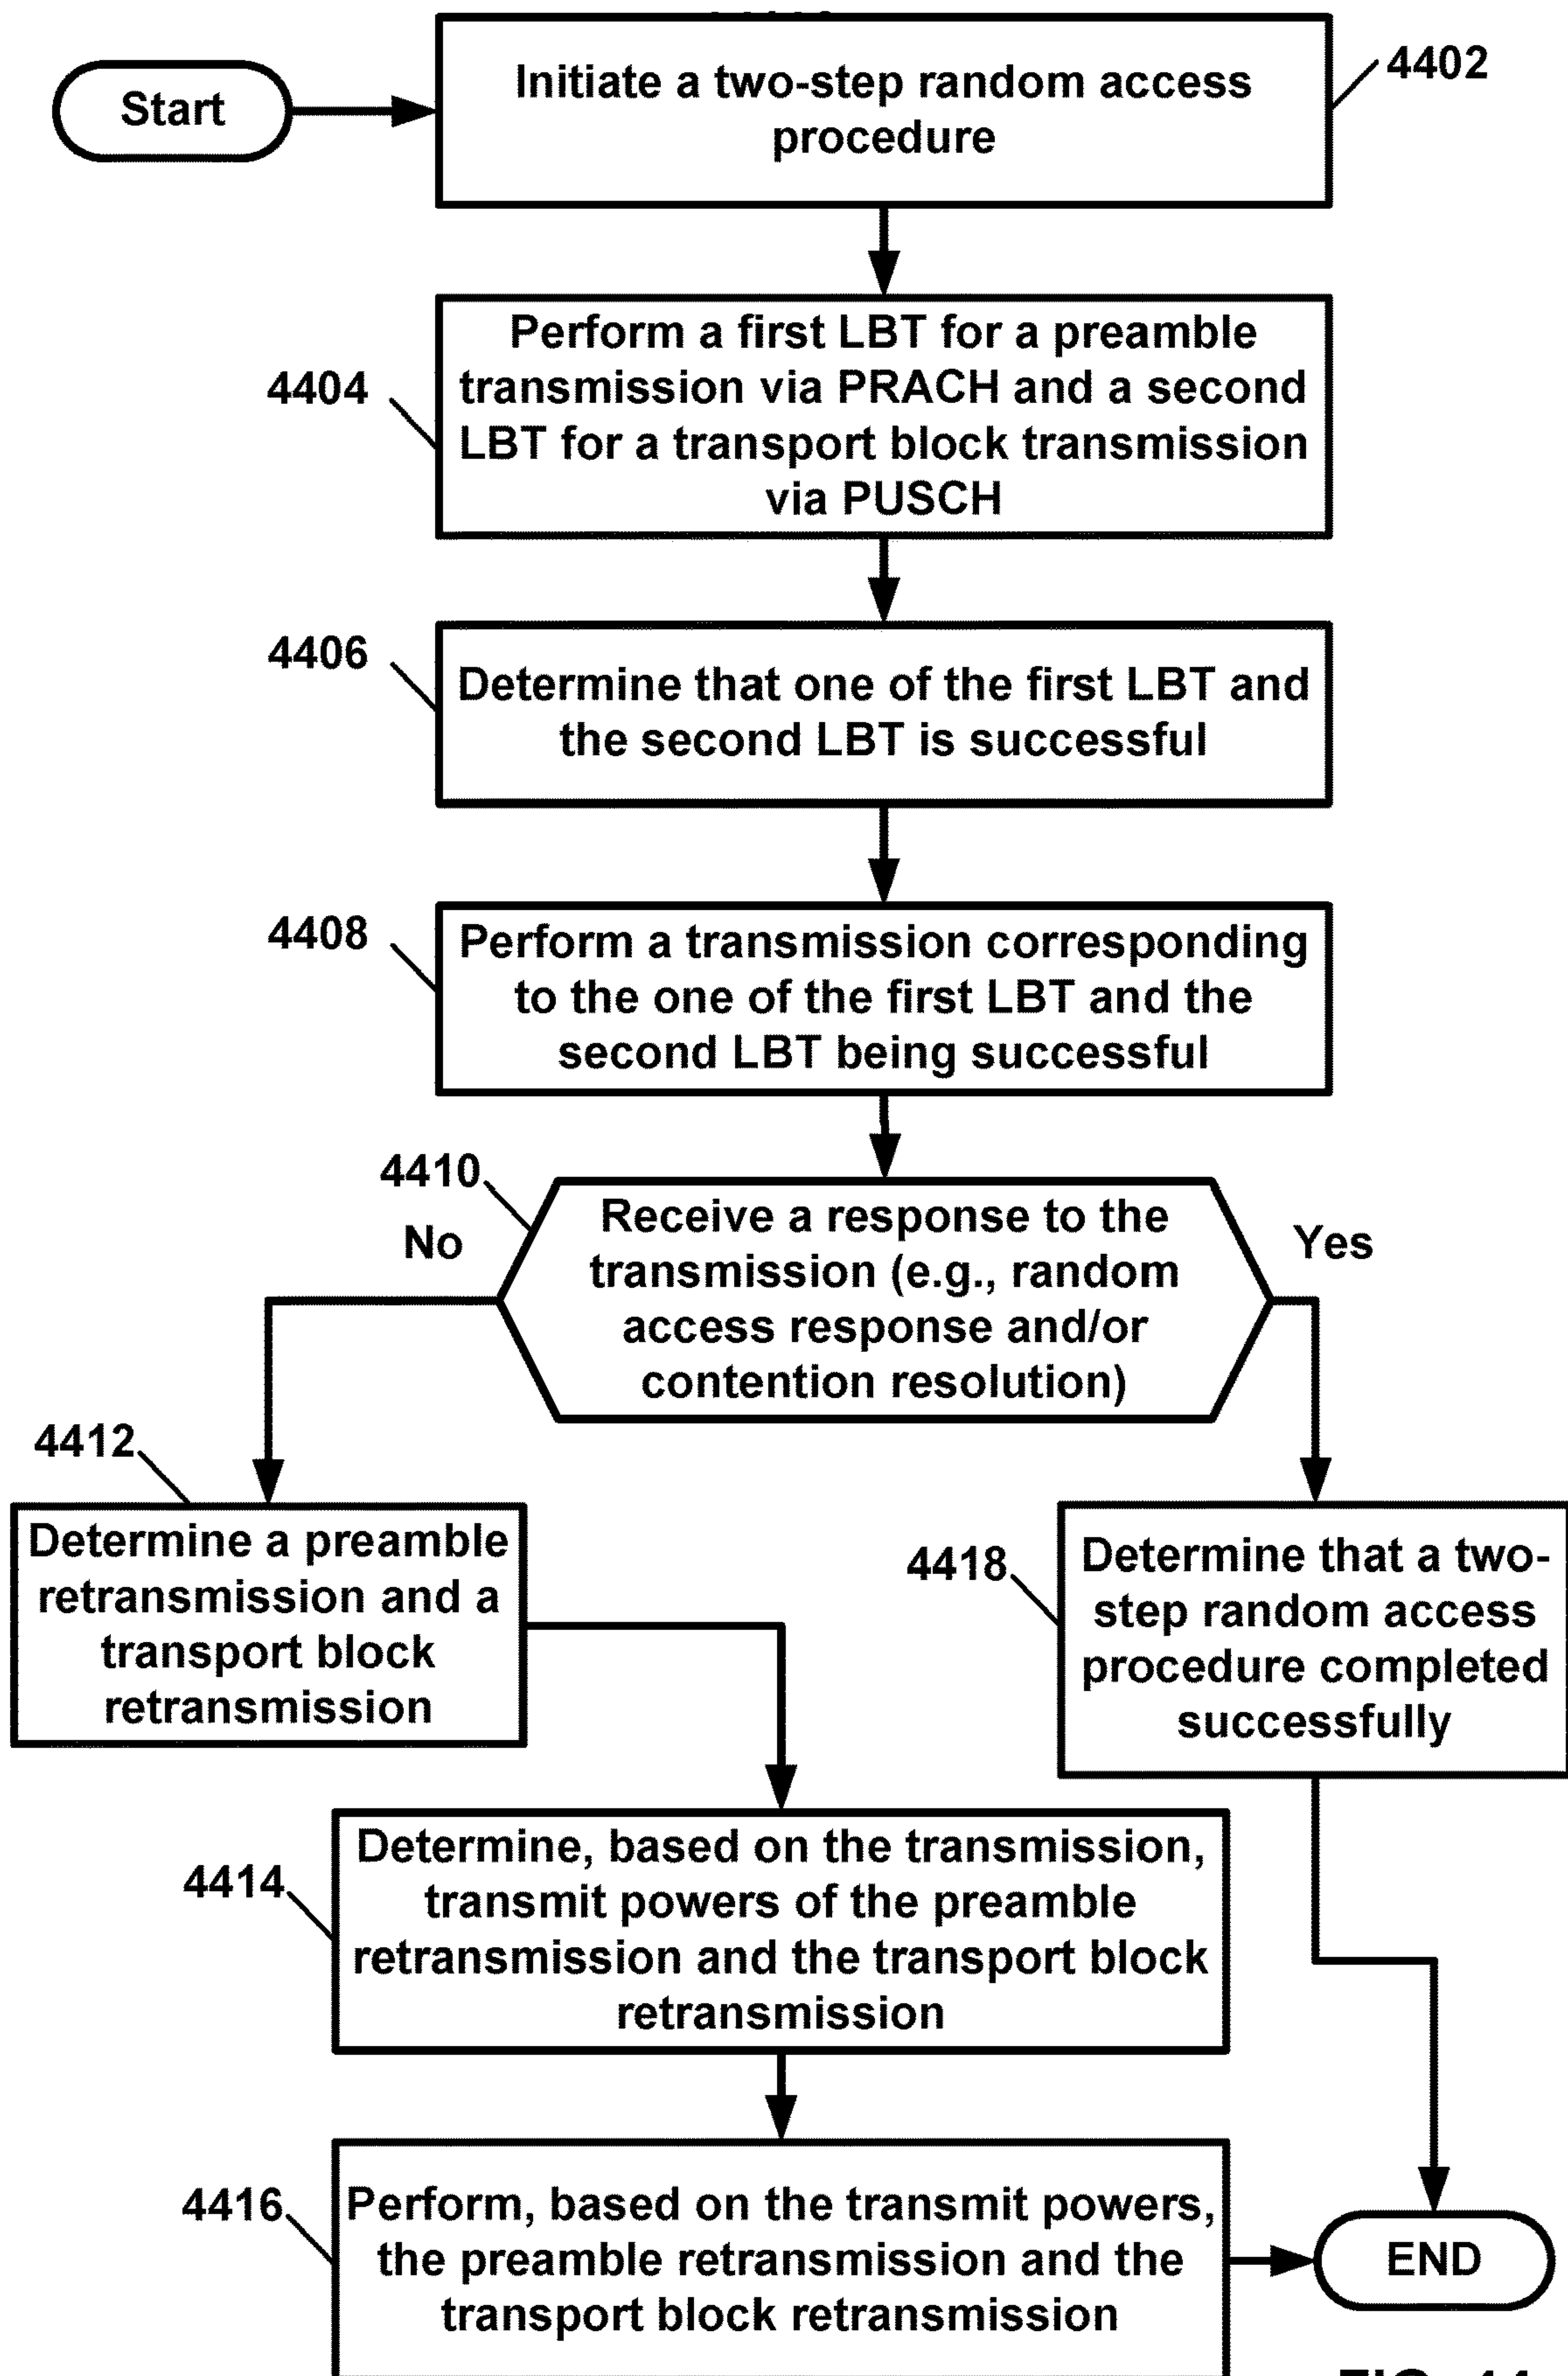 Start
Initiate a two-step random access
procedure
4402
4404
Perform a first LBT for a preamble
transmission via PRACH and a second
LBT for a transport block transmission
via PUSCH
4406
Determine that one of the first LBT and
the second LBT is successful
4408
Perform a transmission corresponding
to the one of the first LBT and the
second LBT being successful
4410
No
Receive a response to the
transmission (e.g., random
access response and/or
contention resolution)
Yes
4412
Determine a preamble
retransmission and a
transport block
retransmission
4418
Determine that a two-
step random access
procedure completed
successfully
4414
Determine, based on the transmission,
transmit powers of the preamble
retransmission and the transport block
retransmission
4416
Perform, based on the transmit powers,
the preamble retransmission and the
transport block retransmission
END